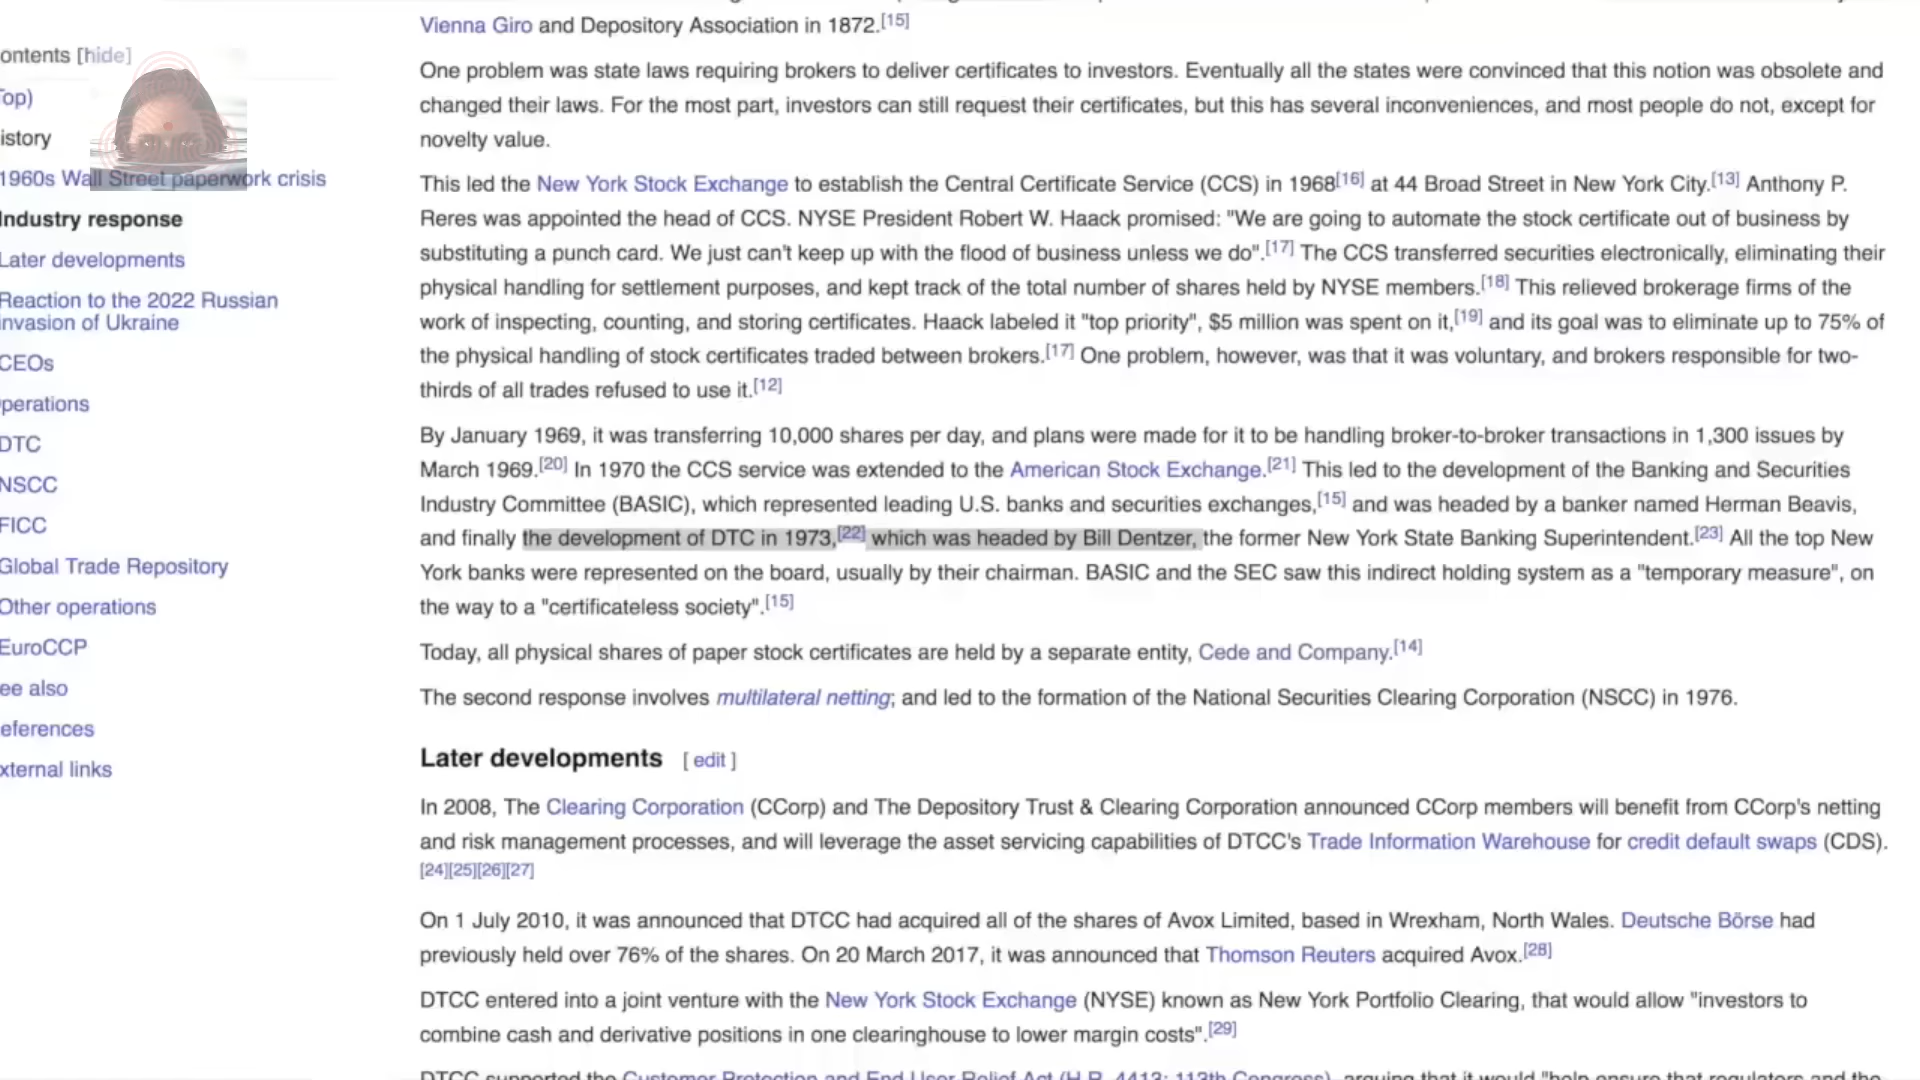 Vienna Giro and Depository Association in 1872.[15]
ontents [hide]
Top)
istory
1960s Wall Street paperwork crisis
Industry response
Later developments
Reaction to the 2022 Russian
invasion of Ukraine
CEOs
perations
DTC
NSCC
FICC
Global Trade Repository
Other operations
EuroCCP
ee also
eferences
xternal links
One problem was state laws requiring brokers to deliver certificates to investors. Eventually all the states were convinced that this notion was obsolete and
changed their laws. For the most part, investors can still request their certificates, but this has several inconveniences, and most people do not, except for
novelty value.
This led the New York Stock Exchange to establish the Central Certificate Service (CCS) in 1968[16] at 44 Broad Street in New York City.[13] Anthony P.
Reres was appointed the head of CCS. NYSE President Robert W. Haack promised: "We are going to automate the stock certificate out of business by
substituting a punch card. We just can't keep up with the flood of business unless we do".[17] The CCS transferred securities electronically, eliminating their
physical handling for settlement purposes, and kept track of the total number of shares held by NYSE members.[18] This relieved brokerage firms of the
work of inspecting, counting, and storing certificates. Haack labeled it "top priority", $5 million was spent on it,[19] and its goal was to eliminate up to 75% of
the physical handling of stock certificates traded between brokers.[17] One problem, however, was that it was voluntary, and brokers responsible for two-
thirds of all trades refused to use it.[12]
By January 1969, it was transferring 10,000 shares per day, and plans were made for it to be handling broker-to-broker transactions in 1,300 issues by
March 1969.[20] In 1970 the CCS service was extended to the American Stock Exchange.[21] This led to the development of the Banking and Securities
Industry Committee (BASIC), which represented leading U.S. banks and securities exchanges,[15] and was headed by a banker named Herman Beavis,
and finally the development of DTC in 1973,[22] which was headed by Bill Dentzer, the former New York State Banking Superintendent.[23] All the top New
York banks were represented on the board, usually by their chairman. BASIC and the SEC saw this indirect holding system as a "temporary measure", on
the way to a "certificateless society".[15]
Today, all physical shares of paper stock certificates are held by a separate entity, Cede and Company.[14]
The second response involves multilateral netting; and led to the formation of the National Securities Clearing Corporation (NSCC) in 1976.
Later developments [ edit ]
In 2008, The Clearing Corporation (CCorp) and The Depository Trust & Clearing Corporation announced CCorp members will benefit from CCorp's netting
and risk management processes, and will leverage the asset servicing capabilities of DTCC's Trade Information Warehouse for credit default swaps (CDS).
[24][25][26][27]
On 1 July 2010, it was announced that DTCC had acquired all of the shares of Avox Limited, based in Wrexham, North Wales. Deutsche Börse had
previously held over 76% of the shares. On 20 March 2017, it was announced that Thomson Reuters acquired Avox.[28]
DTCC entered into a joint venture with the New York Stock Exchange (NYSE) known as New York Portfolio Clearing, that would allow "investors to
combine cash and derivative positions in one clearinghouse to lower margin costs".[29]
DTCC supported the Customer Protection and End User Relief Act (H.R. 4413; 113th Congress), arguing that it would "help ensure that regulators and the